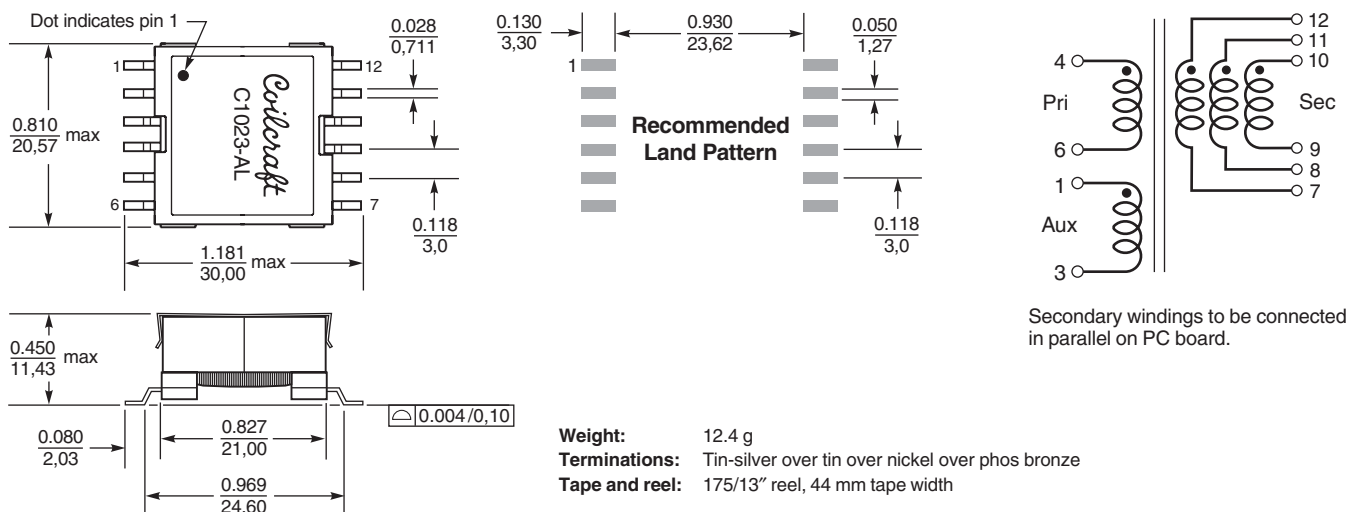 Dot indicates pin 1
0.028
0,711
1
12
Coilcraft
C1023-AL
0.810
20,57
max
6
7
0.118
3,0
1.181
30,00
max
0.130
3,30
0.930
23,62
0.050
1,27
1
Recommended
Land Pattern
0.118
3,0
12
11
4
10
Pri
Sec
6
9
8
1
7
Aux
3
Secondary windings to be connected
in parallel on PC board.
0.450
11,43
max
0.004/0,10
0.080
2,03
0.827
21,00
0.969
24,60
Weight: 12.4 g
Terminations: Tin-silver over tin over nickel over phos bronze
Tape and reel: 175/13″ reel, 44 mm tape width